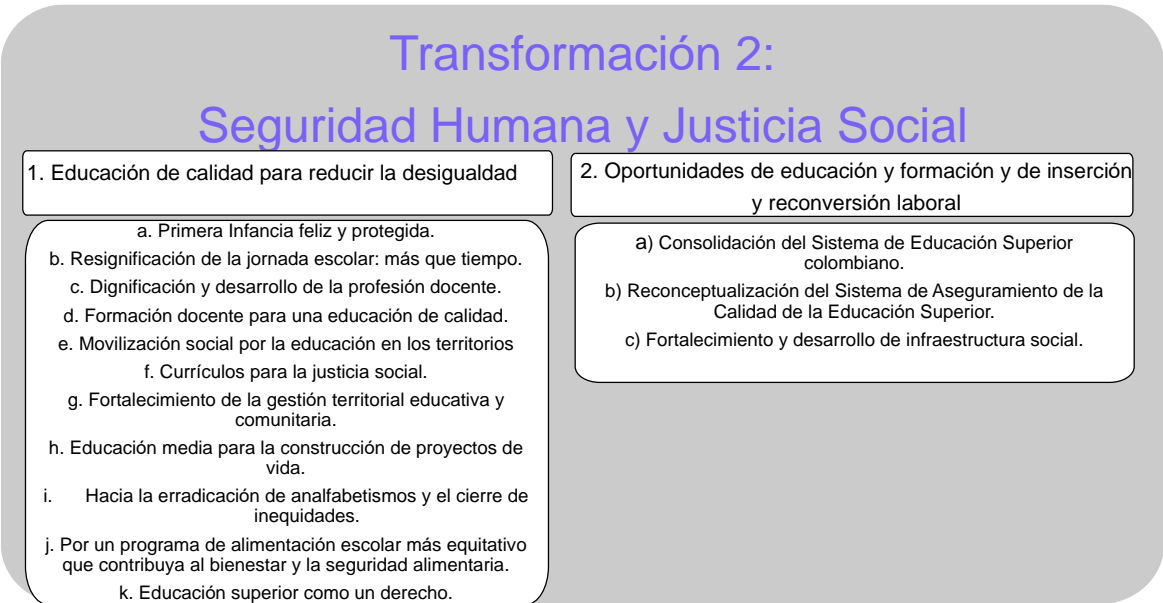 Transformación 2:
Seguridad Humana y Justicia Social
1. Educación de calidad para reducir la desigualdad
a. Primera Infancia feliz y protegida.
b. Resignificación de la jornada escolar: más que tiempo.
c. Dignificación y desarrollo de la profesión docente.
d. Formación docente para una educación de calidad.
e. Movilización social por la educación en los territorios
f. Currículos para la justicia social.
g. Fortalecimiento de la gestión territorial educativa y
comunitaria.
h. Educación media para la construcción de proyectos de
vida.
i. Hacia la erradicación de analfabetismos y el cierre de
inequidades.
j. Por un programa de alimentación escolar más equitativo
que contribuya al bienestar y la seguridad alimentaria.
k. Educación superior como un derecho.
2. Oportunidades de educación y formación y de inserción
y reconversión laboral
a) Consolidación del Sistema de Educación Superior
colombiano.
b) Reconceptualización del Sistema de Aseguramiento de la
Calidad de la Educación Superior.
c) Fortalecimiento y desarrollo de infraestructura social.